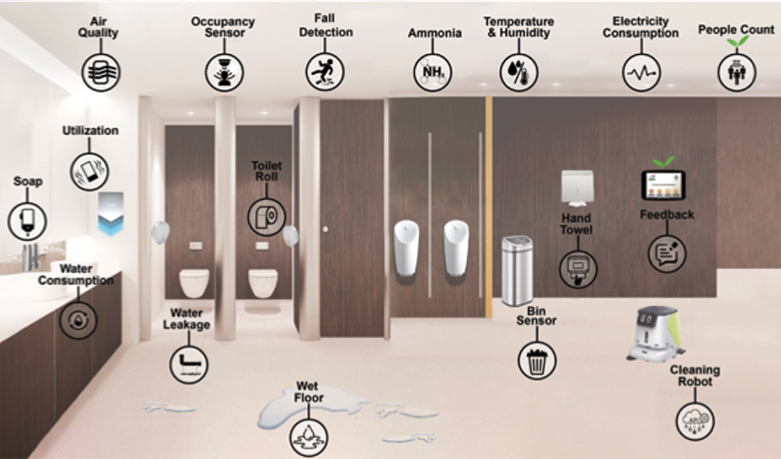 Air
Quality
Occupancy
Sensor
Fall
Detection
Ammonia
NH₃
Temperature
& Humidity
Electricity
Consumption
People Count
Utilization
Soap
Toilet
Roll
Hand
Towel
Feedback
Water
Consumption
Water
Leakage
Bin
Sensor
Wet
Floor
Cleaning
Robot